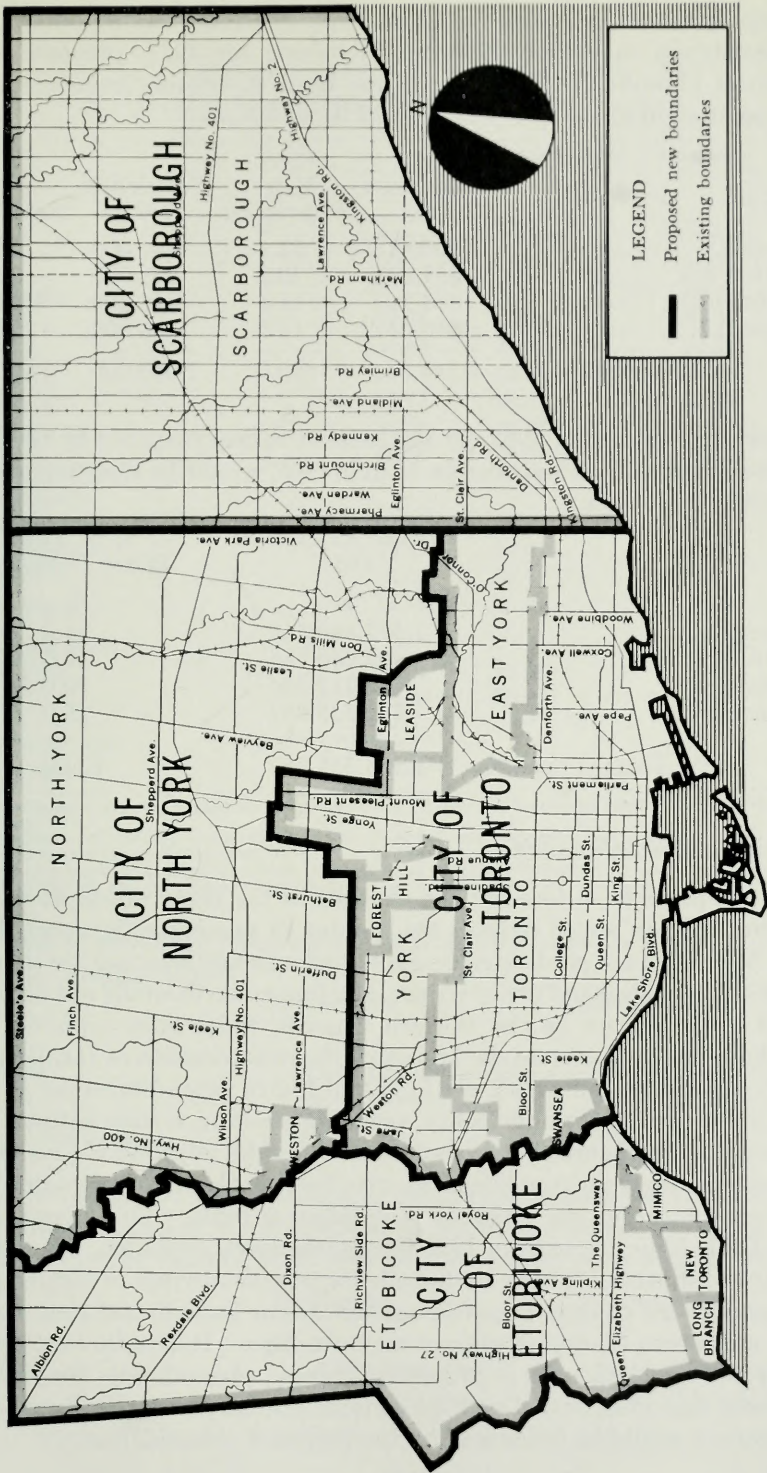 CITY OF
SCARBOROUGH
Highway No. 401
SCARBOROUGH
Highway No. 2
Lawrence Ave.
Kingston Rd.
Markham Rd.
Brimley Rd.
Midland Ave.
Kennedy Rd.
Birchmount Rd.
Warden Ave.
Pharmacy Ave.
Eglinton Ave.
St. Clair Ave.
Danforth Rd.
Kingston Rd.
N
LEGEND
Proposed new boundaries
Existing boundaries
Steele's Ave.
Finch Ave.
NORTH-YORK
Sheppard Ave.
CITY OF
NORTH YORK
Victoria Park Ave.
Don Mills Rd.
Leslie St.
Bayview Ave.
Bathurst St.
Dufferin St.
Keele St.
Highway No. 401
Wilson Ave.
Lawrence Ave.
Hwy. No. 400
WESTON
O'Connor Dr.
Eglinton Ave.
LEASIDE
EAST YORK
Mount Pleasant Rd.
Yonge St.
Avenue Rd.
Spadina Rd.
FOREST
HILL
YORK
CITY OF
TORONTO
TORONTO
St. Clair Ave.
Weston Rd.
Jane St.
Woodbine Ave.
Coxwell Ave.
Pape Ave.
Danforth Ave.
Parliament St.
Dundas St.
King St.
College St.
Queen St.
Lake Shore Blvd.
Keele St.
Bloor St.
SWANSEA
Albion Rd.
Rexdale Blvd.
Dixon Rd.
Richview Side Rd.
Royal York Rd.
ETOBICOKE
CITY
OF
ETOBICOKE
Bloor St.
Kipling Ave.
The Queensway
Highway No. 27
Queen Elizabeth Highway
MIMICO
NEW
TORONTO
LONG
BRANCH